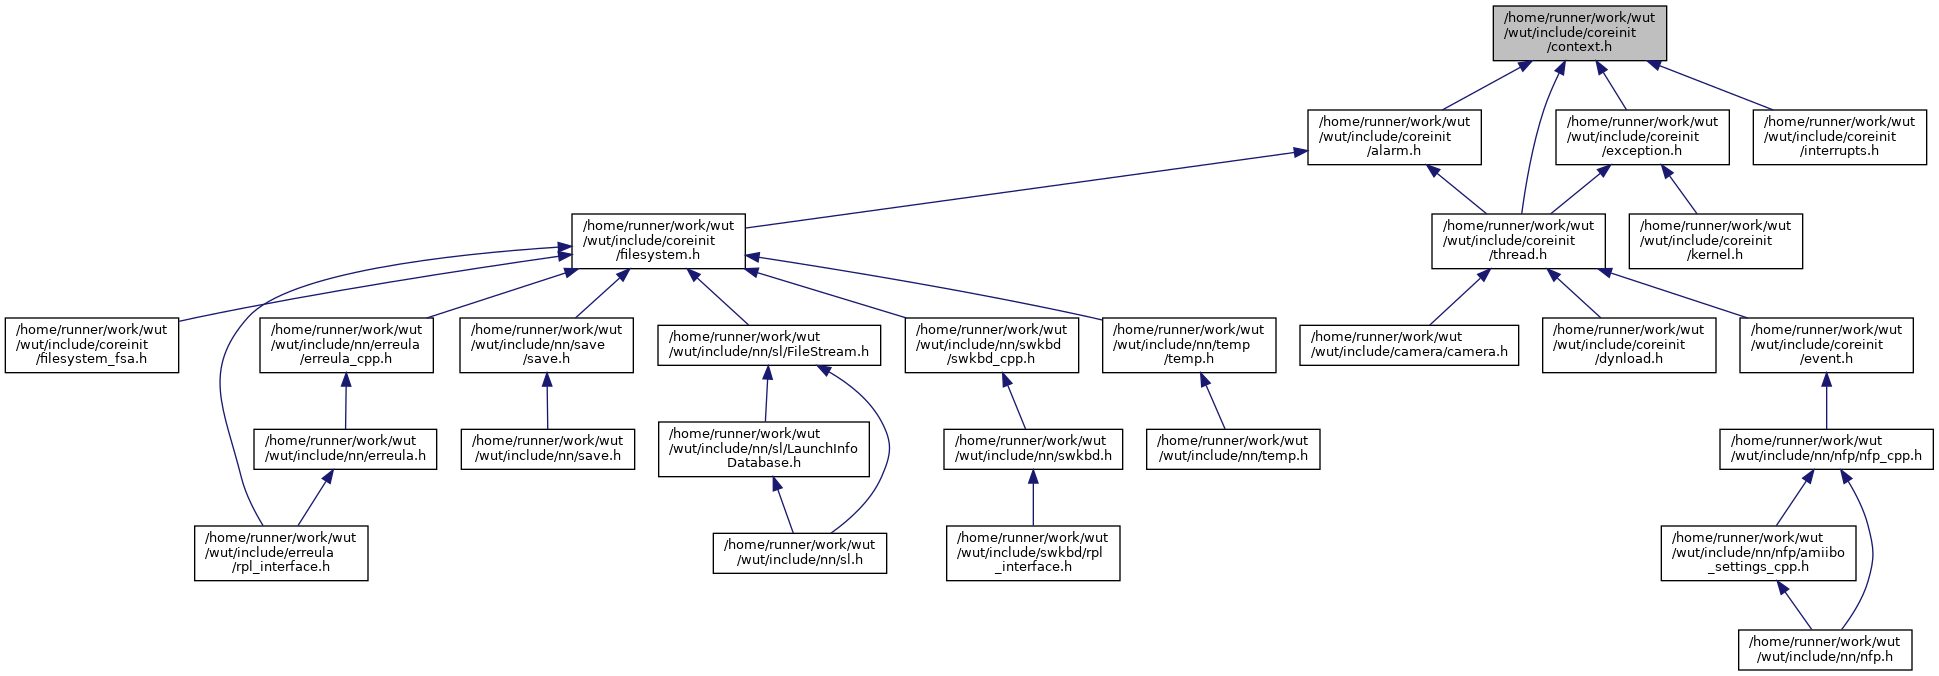 /home/runner/work/wut
/wut/include/coreinit
/context.h
/home/runner/work/wut
/wut/include/coreinit
/alarm.h
/home/runner/work/wut
/wut/include/coreinit
/exception.h
/home/runner/work/wut
/wut/include/coreinit
/interrupts.h
/home/runner/work/wut
/wut/include/coreinit
/filesystem.h
/home/runner/work/wut
/wut/include/coreinit
/thread.h
/home/runner/work/wut
/wut/include/coreinit
/kernel.h
/home/runner/work/wut
/wut/include/coreinit
/filesystem_fsa.h
/home/runner/work/wut
/wut/include/nn/erreula
/erreula_cpp.h
/home/runner/work/wut
/wut/include/nn/save
/save.h
/home/runner/work/wut
/wut/include/nn/sl/FileStream.h
/home/runner/work/wut
/wut/include/nn/swkbd
/swkbd_cpp.h
/home/runner/work/wut
/wut/include/nn/temp
/temp.h
/home/runner/work/wut
/wut/include/camera/camera.h
/home/runner/work/wut
/wut/include/coreinit
/dynload.h
/home/runner/work/wut
/wut/include/coreinit
/event.h
/home/runner/work/wut
/wut/include/nn/erreula.h
/home/runner/work/wut
/wut/include/nn/save.h
/home/runner/work/wut
/wut/include/nn/sl/LaunchInfo
Database.h
/home/runner/work/wut
/wut/include/nn/swkbd.h
/home/runner/work/wut
/wut/include/nn/temp.h
/home/runner/work/wut
/wut/include/nn/nfp/nfp_cpp.h
/home/runner/work/wut
/wut/include/erreula
/rpl_interface.h
/home/runner/work/wut
/wut/include/nn/sl.h
/home/runner/work/wut
/wut/include/swkbd/rpl
_interface.h
/home/runner/work/wut
/wut/include/nn/nfp/amiibo
_settings_cpp.h
/home/runner/work/wut
/wut/include/nn/nfp.h